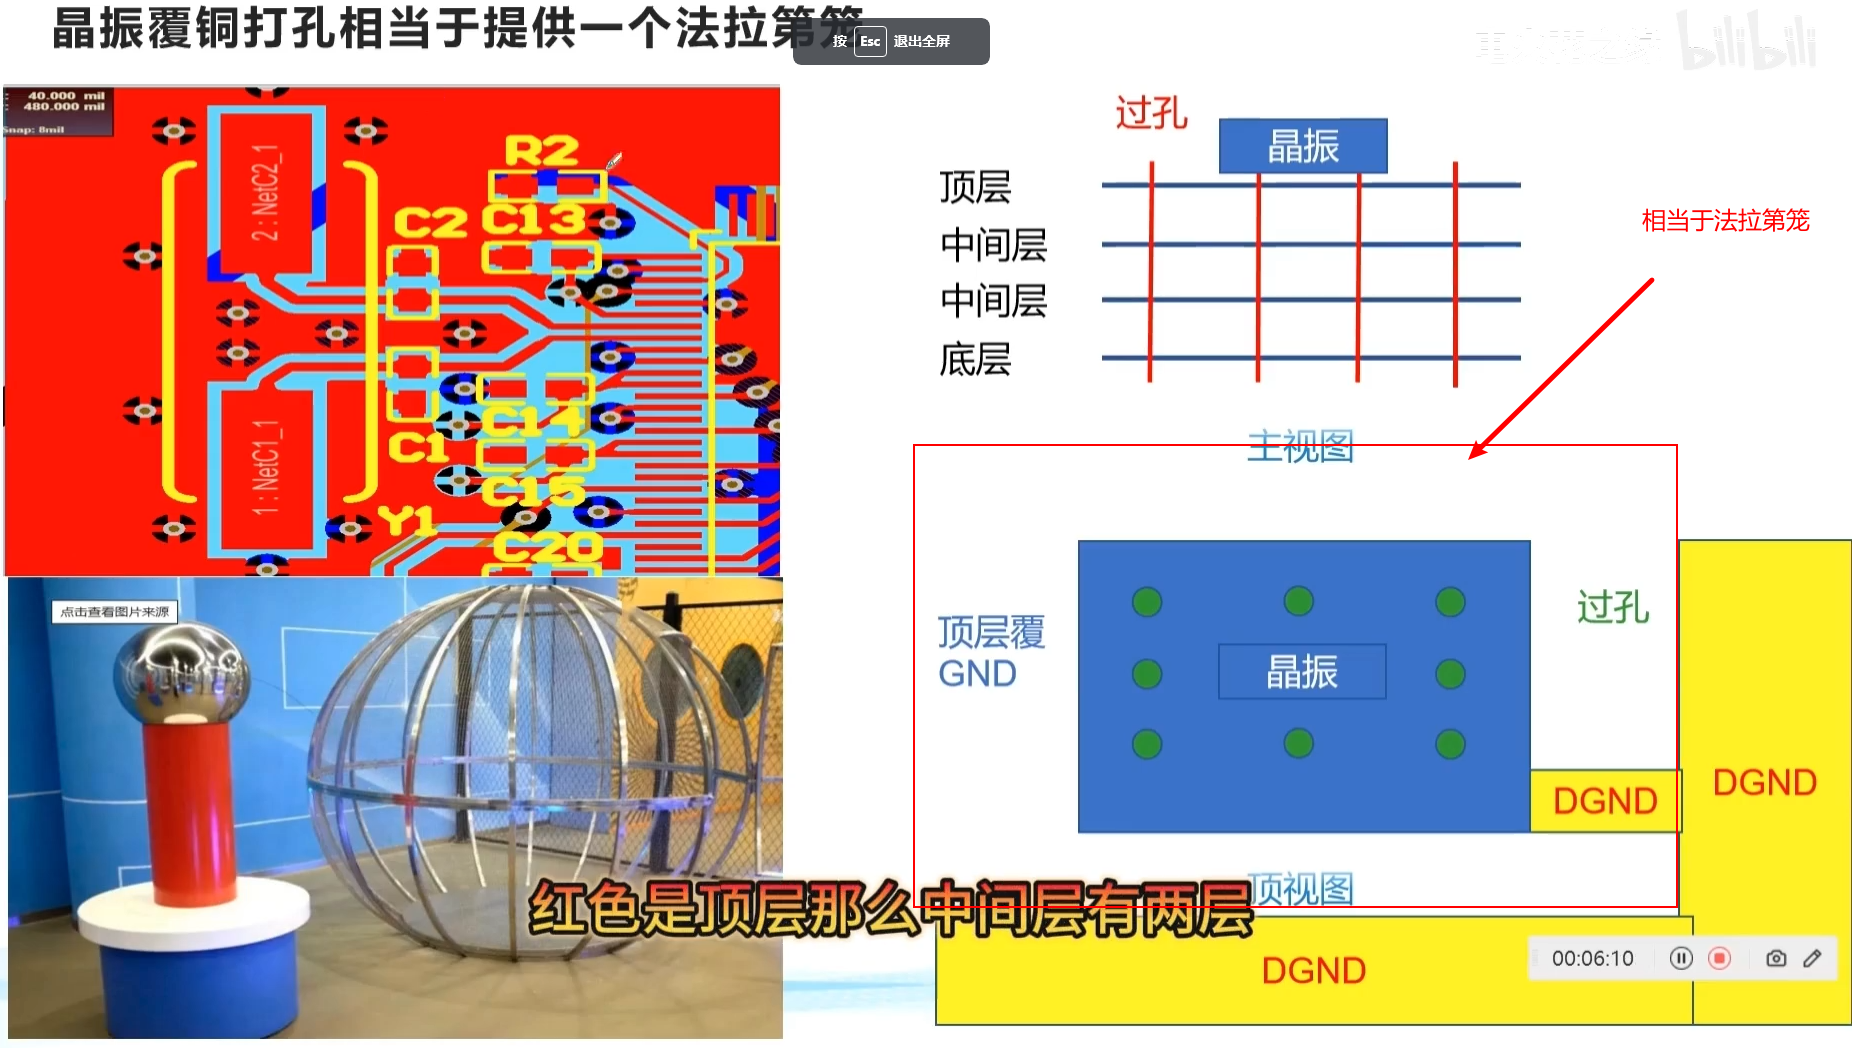 晶振覆铜打孔相当于提供一个法拉第笼
按 Esc 退出全屏
bilibili
40.000 mil
480.000 mil
Snap: 8mil
2 : NetC2_1
R2
C2
C13
C1
C14
C15
1 : NetC1_1
Y1
C20
过孔
晶振
顶层
中间层
中间层
底层
相当于法拉第笼
主视图
点击查看图片来源
顶层覆
GND
晶振
过孔
DGND
DGND
顶视图
红色是顶层那么中间层有两层
DGND
00:06:10